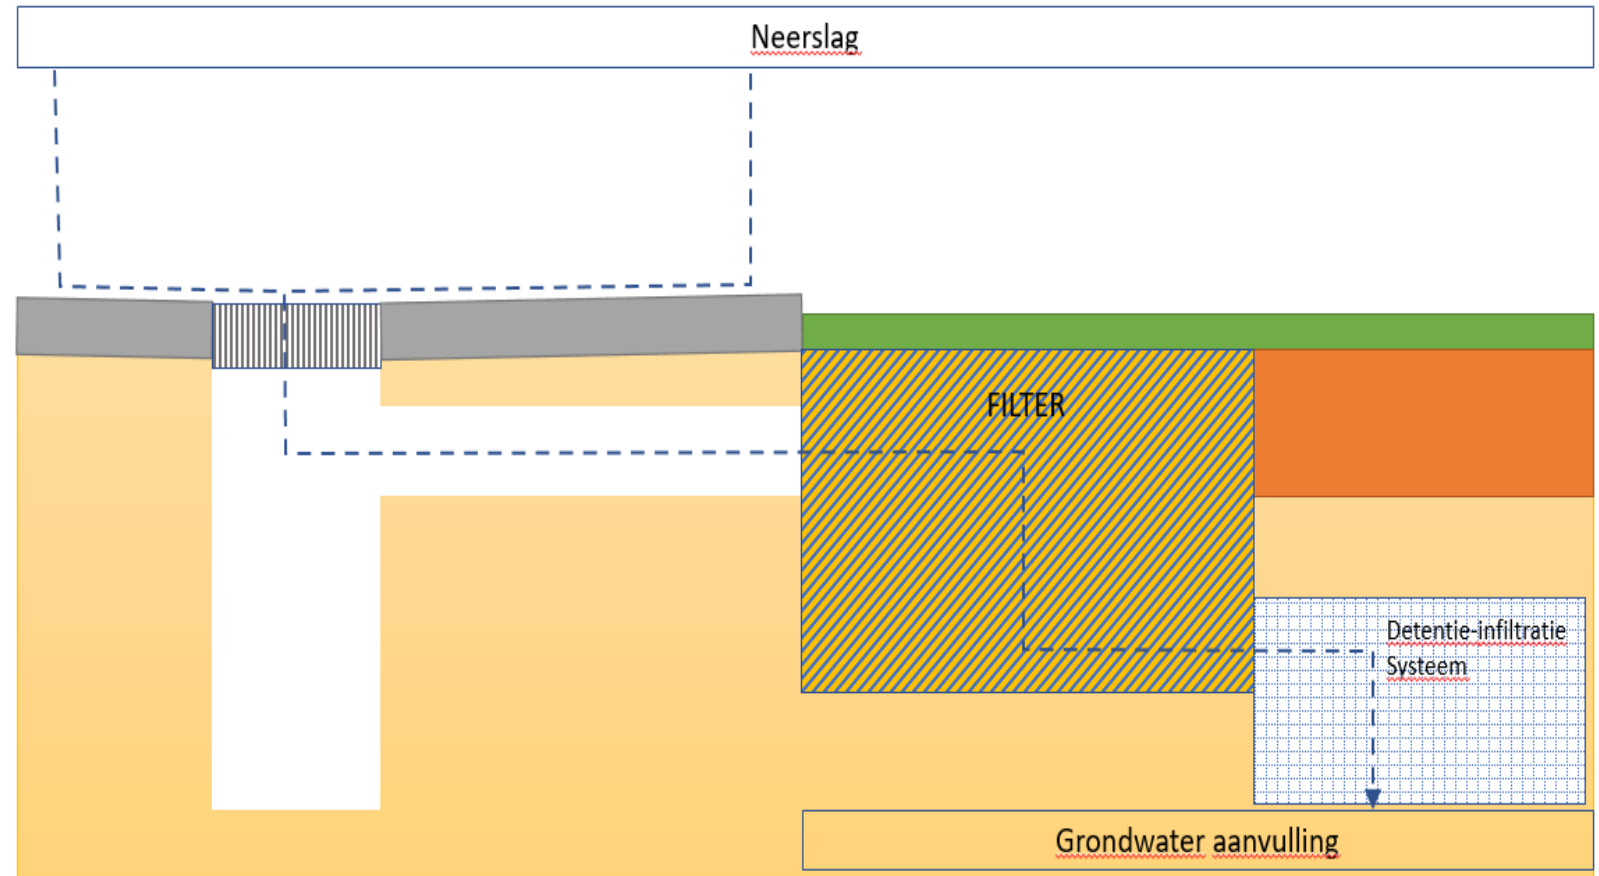 Neerslag
FILTER
Detentie-infiltratie
Systeem
Grondwater aanvulling